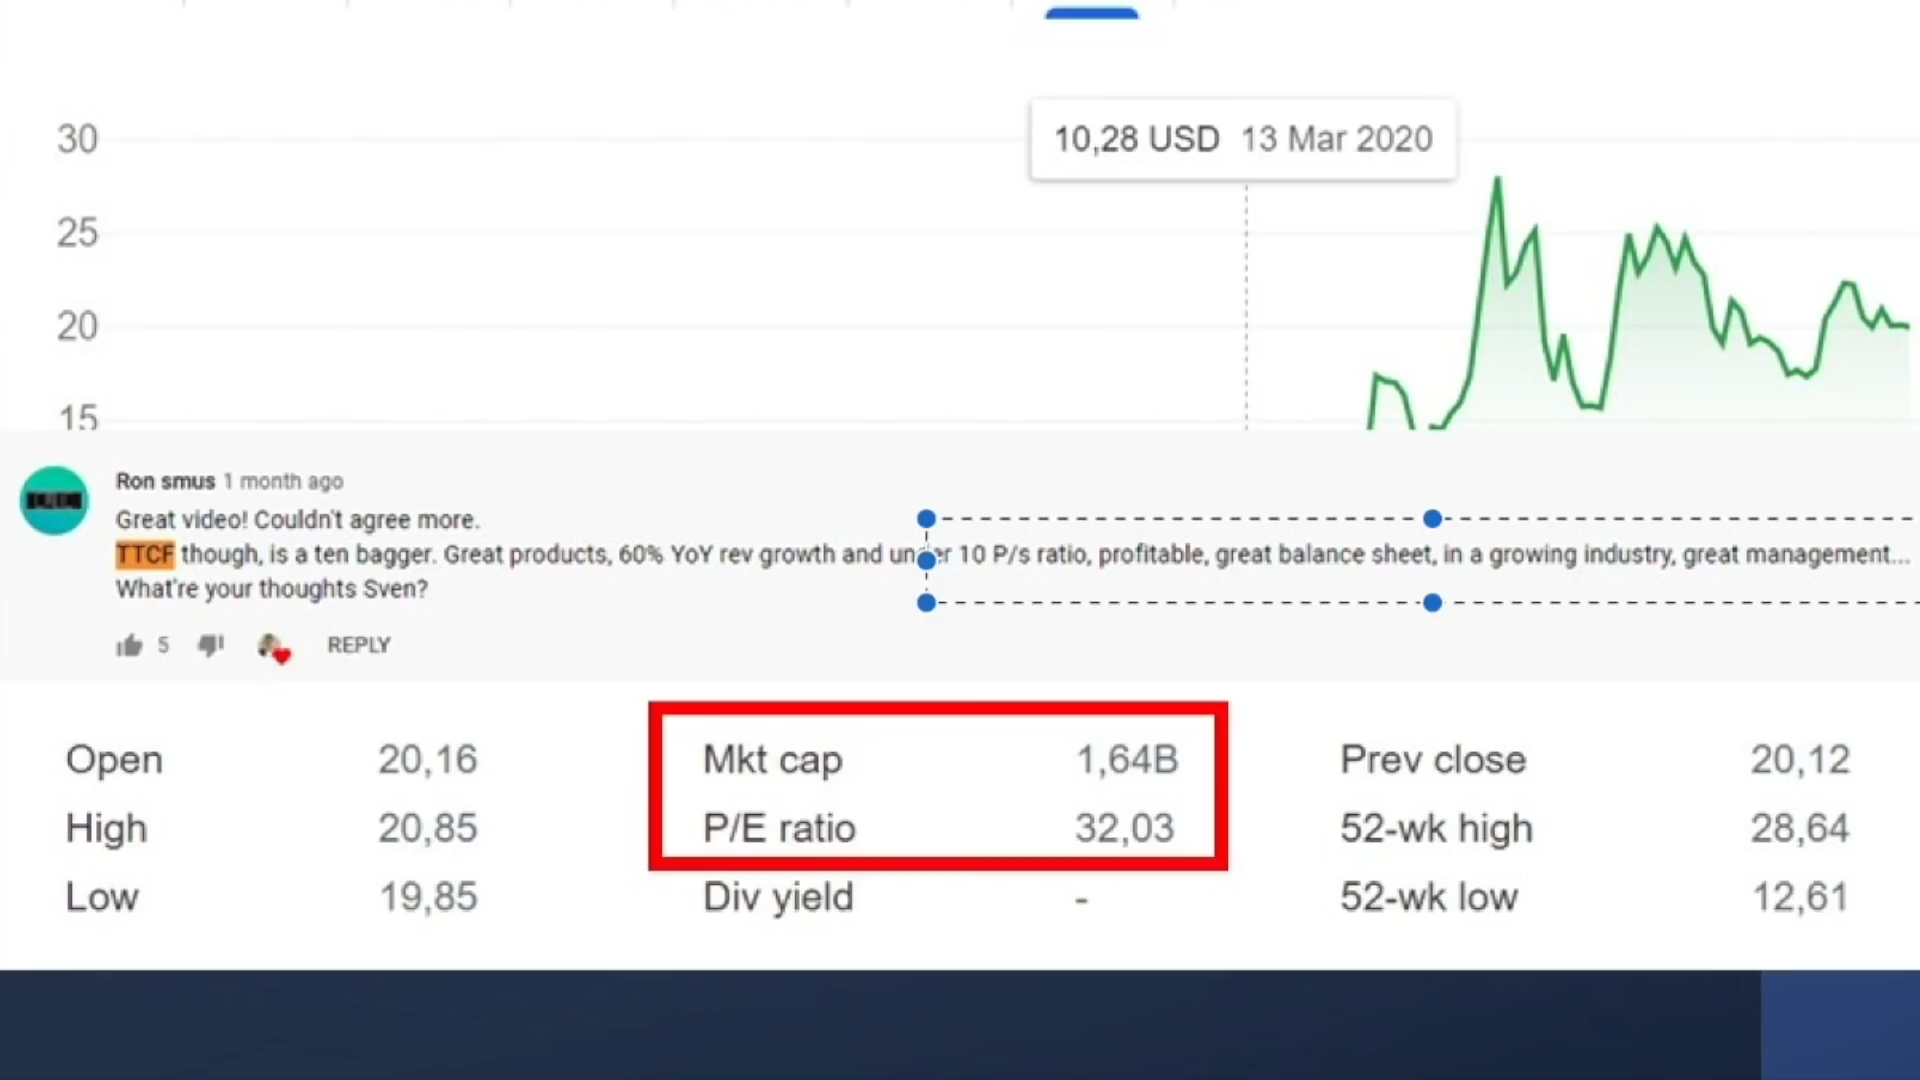 10,28 USD 13 Mar 2020
30
25
20
15
Ron smus 1 month ago
Great video! Couldn't agree more.
TTCF though, is a ten bagger. Great products, 60% YoY rev growth and under 10 P/s ratio, profitable, great balance sheet, in a growing industry, great management...
What're your thoughts Sven?
5 REPLY
Open 20,16 Mkt cap 1,64B Prev close 20,12
High 20,85 P/E ratio 32,03 52-wk high 28,64
Low 19,85 Div yield - 52-wk low 12,61